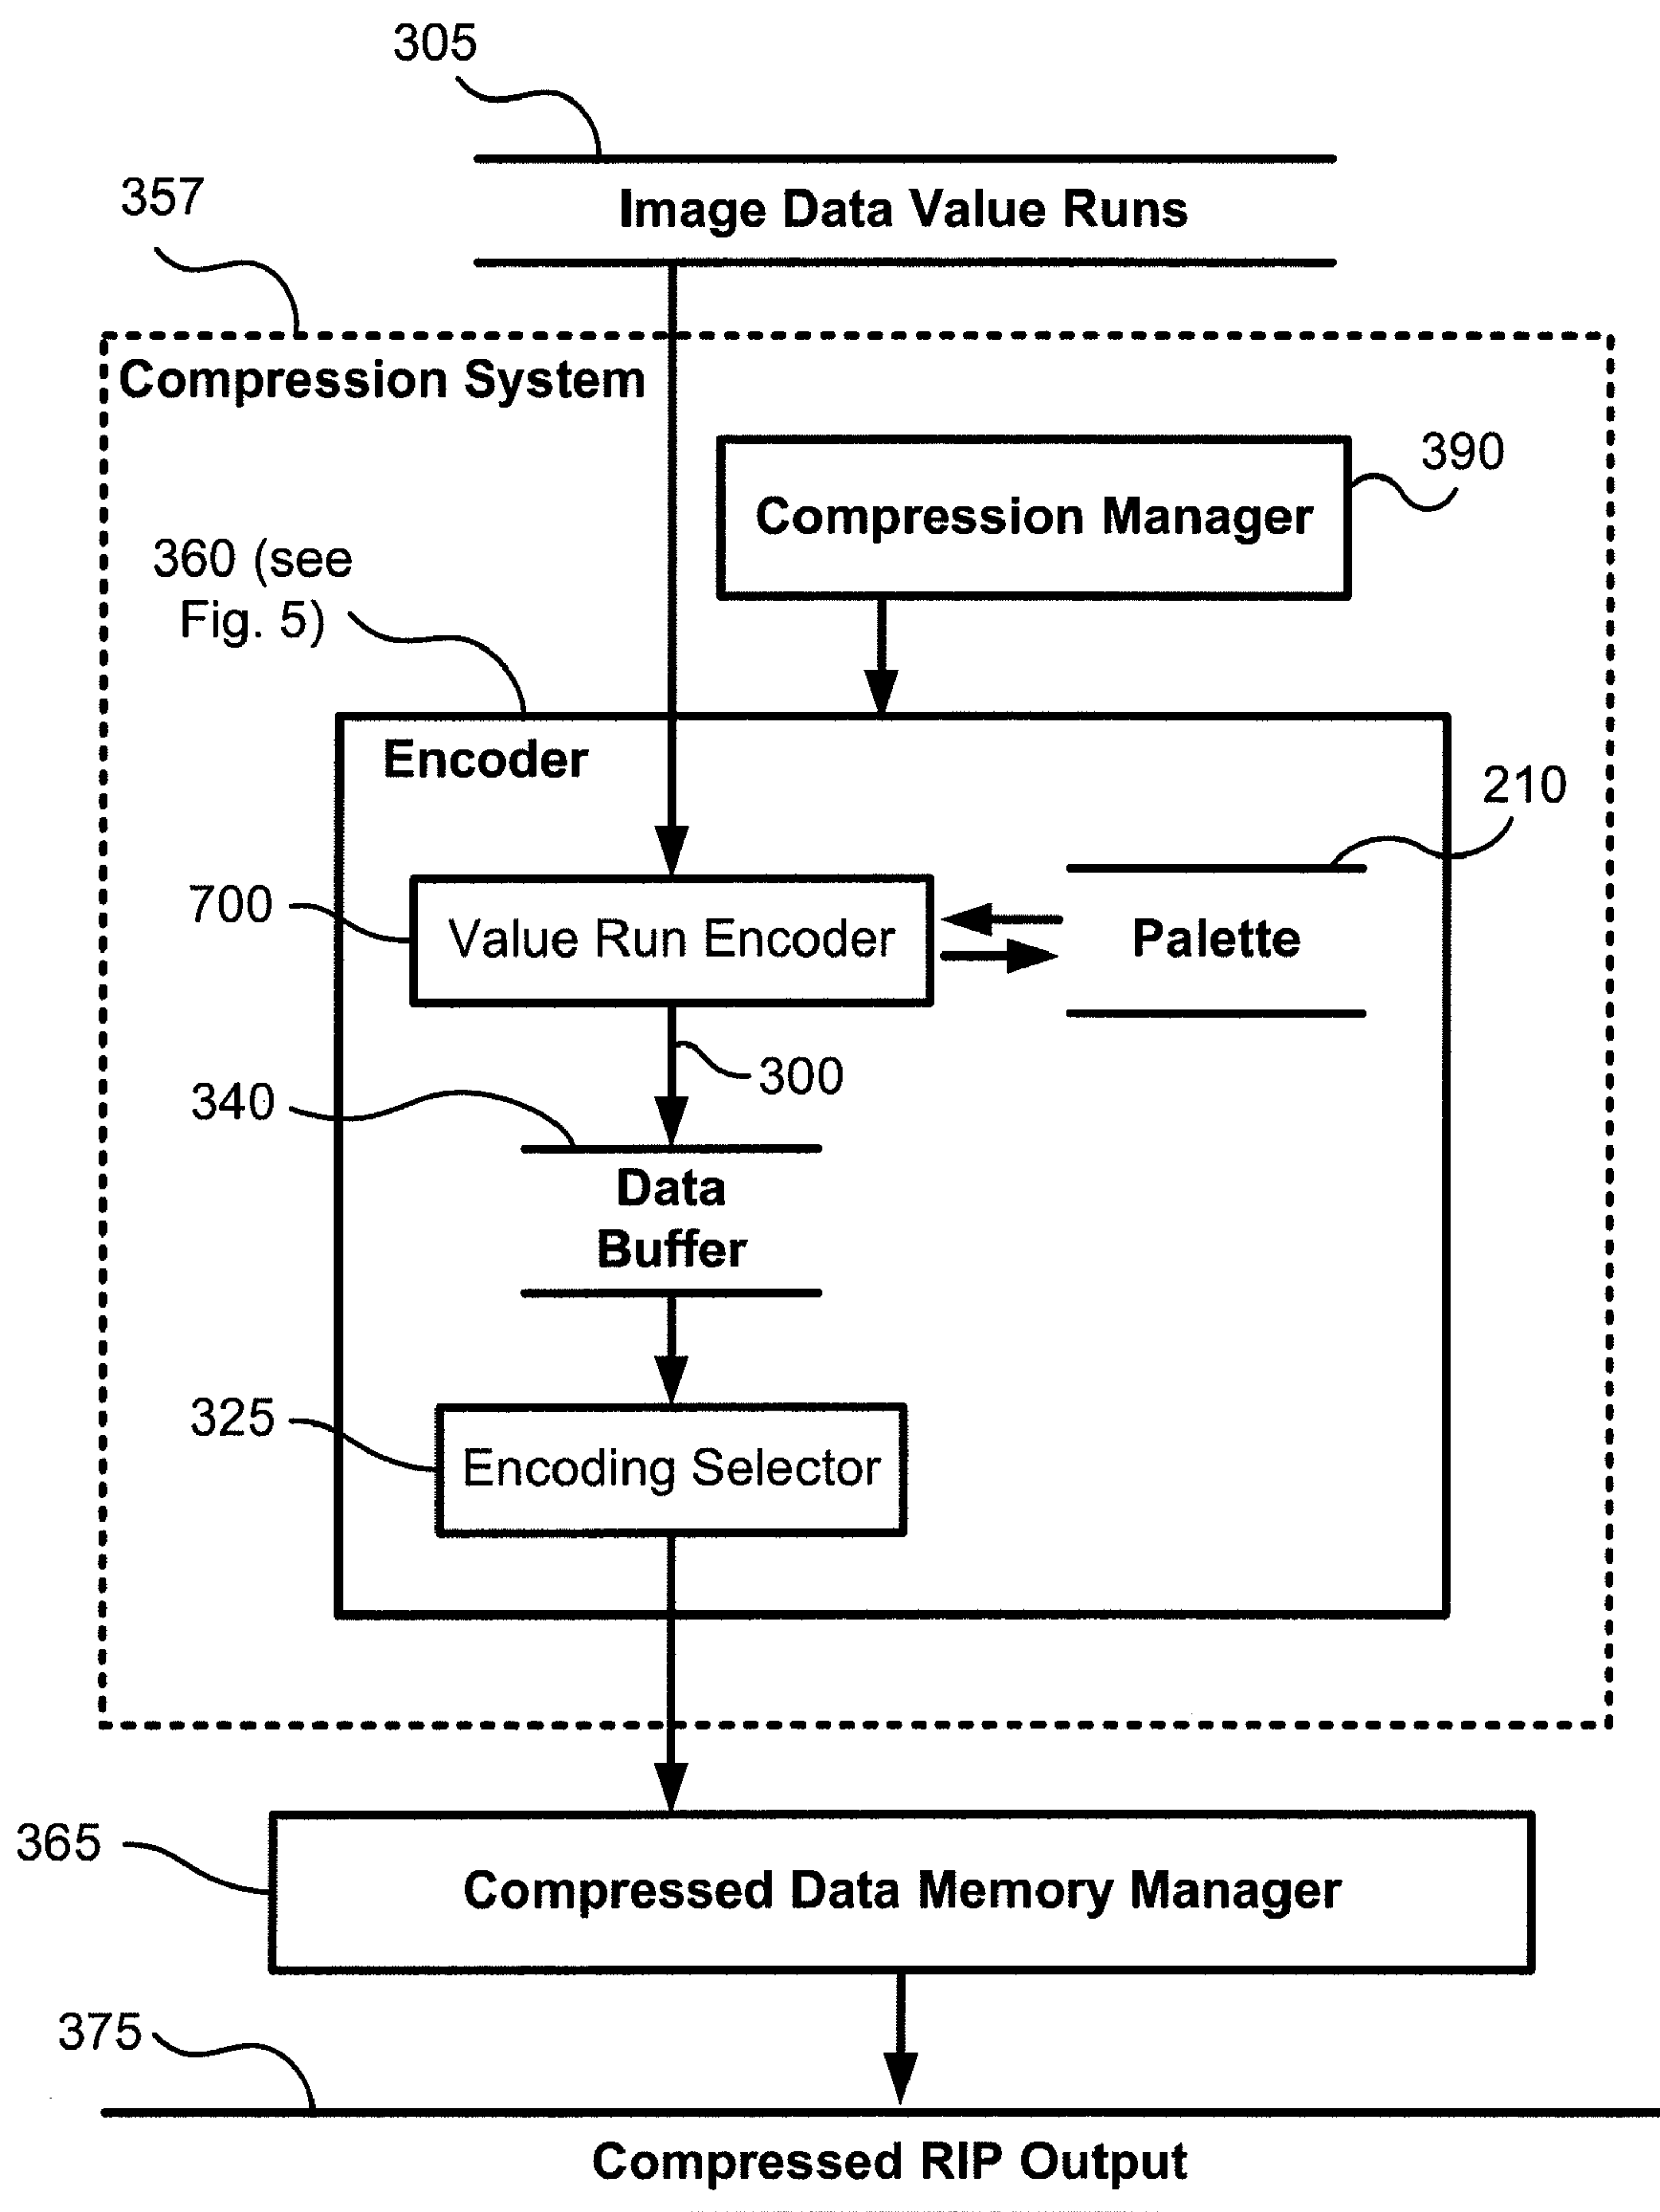 305
Image Data Value Runs
357
Compression System
390
Compression Manager
360 (see
Fig. 5)
Encoder
210
700
Value Run Encoder
Palette
300
340
Data
Buffer
325
Encoding Selector
365
Compressed Data Memory Manager
375
Compressed RIP Output